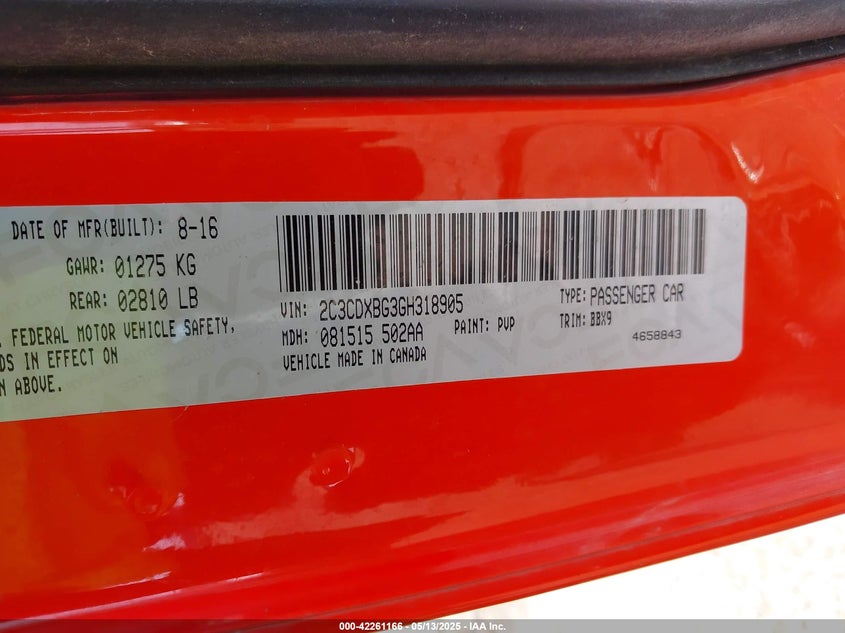 DATE OF MFR(BUILT): 8-16
GAWR: 01275 KG
REAR: 02810 LB
FEDERAL MOTOR VEHICLE SAFETY,
DS IN EFFECT ON
N ABOVE.
VIN: 2C3CDXBG3GH318905
TYPE: PASSENGER CAR
MDH: 081515 502AA
PAINT: PVP
TRIM: BBX9
VEHICLE MADE IN CANADA
4658843
000-42261166 - 05/13/2025 - IAA Inc.